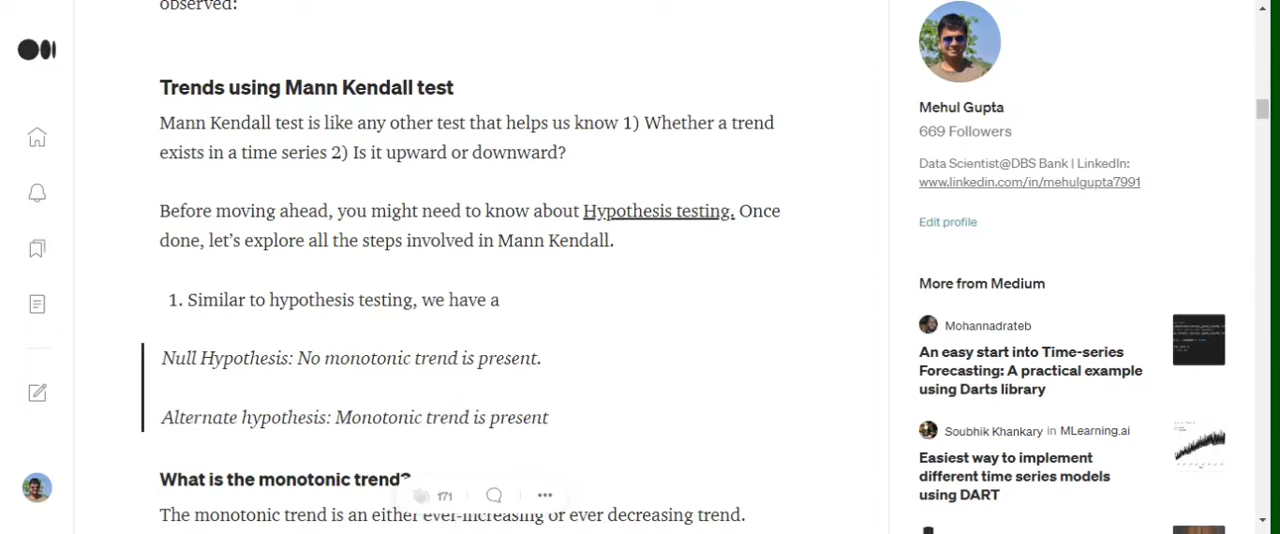 observed:
Trends using Mann Kendall test
Mann Kendall test is like any other test that helps us know 1) Whether a trend
exists in a time series 2) Is it upward or downward?
Before moving ahead, you might need to know about Hypothesis testing. Once
done, let’s explore all the steps involved in Mann Kendall.
1. Similar to hypothesis testing, we have a
Null Hypothesis: No monotonic trend is present.
Alternate hypothesis: Monotonic trend is present
What is the monotonic trend?
171
The monotonic trend is an either ever-increasing or ever decreasing trend.
Mehul Gupta
669 Followers
Data Scientist@DBS Bank | LinkedIn:
www.linkedin.com/in/mehulgupta7991
Edit profile
More from Medium
Mohannadrateb
An easy start into Time-series
Forecasting: A practical example
using Darts library
Soubhik Khankary in MLearning.ai
Easiest way to implement
different time series models
using DART